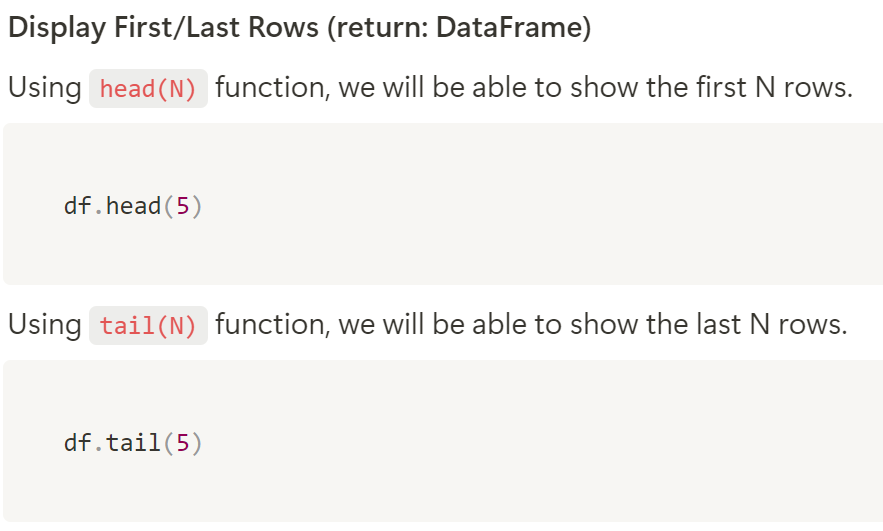 Display First/Last Rows (return: DataFrame)
Using head(N) function, we will be able to show the first N rows.
df.head(5)
Using tail(N) function, we will be able to show the last N rows.
df.tail(5)